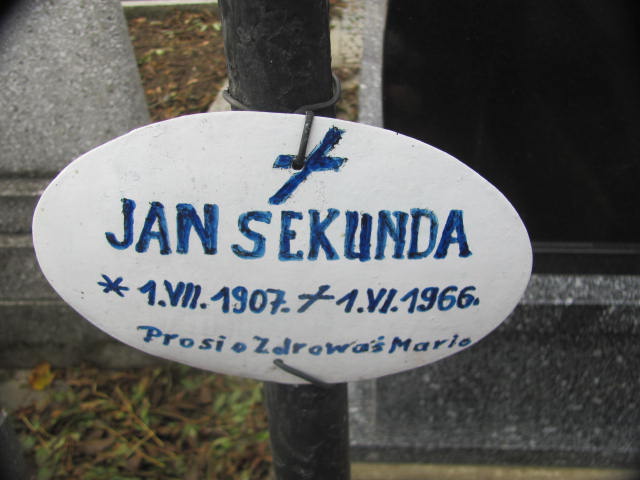 JAN SEKUNDA
* 1.VII.1907. † 1.VI.1966.
Prosi o Zdrowaś Mario